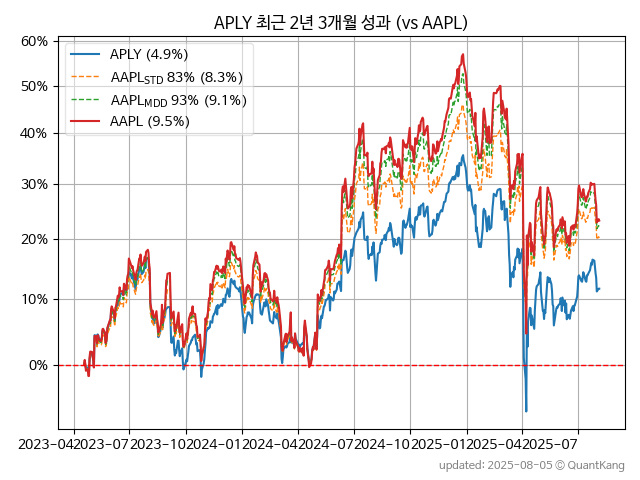 APLY 최근 2년 3개월 성과 (vs AAPL)
60%
50%
40%
30%
20%
10%
0%
APLY (4.9%)
AAPLSTD 83% (8.3%)
AAPLMDD 93% (9.1%)
AAPL (9.5%)
2023-04 2023-07 2023-10 2024-01 2024-04 2024-07 2024-10 2025-01 2025-04 2025-07
updated: 2025-08-05 © QuantKang